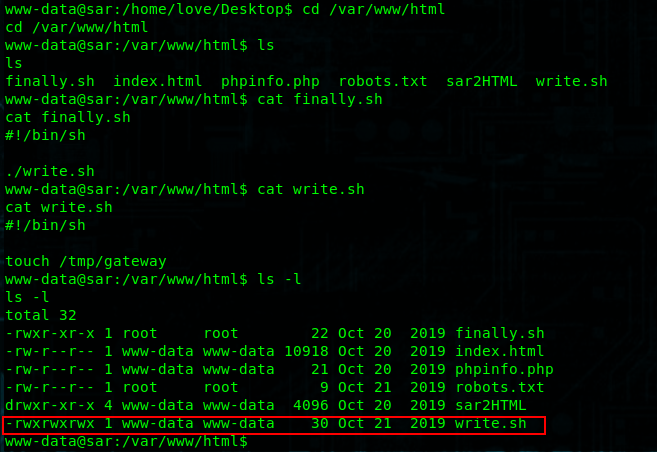 www-data@sar:/home/love/Desktop$ cd /var/www/html
cd /var/www/html
www-data@sar:/var/www/html$ ls
ls
finally.sh  index.html  phpinfo.php  robots.txt  sar2HTML  write.sh
www-data@sar:/var/www/html$ cat finally.sh
cat finally.sh
#!/bin/sh

./write.sh
www-data@sar:/var/www/html$ cat write.sh
cat write.sh
#!/bin/sh

touch /tmp/gateway
www-data@sar:/var/www/html$ ls -l
ls -l
total 32
-rwxr-xr-x 1 root     root        22 Oct 20  2019 finally.sh
-rw-r--r-- 1 www-data www-data 10918 Oct 20  2019 index.html
-rw-r--r-- 1 www-data www-data    21 Oct 20  2019 phpinfo.php
-rw-r--r-- 1 root     root         9 Oct 21  2019 robots.txt
drwxr-xr-x 4 www-data www-data  4096 Oct 20  2019 sar2HTML
-rwxrwxrwx 1 www-data www-data    30 Oct 21  2019 write.sh
www-data@sar:/var/www/html$